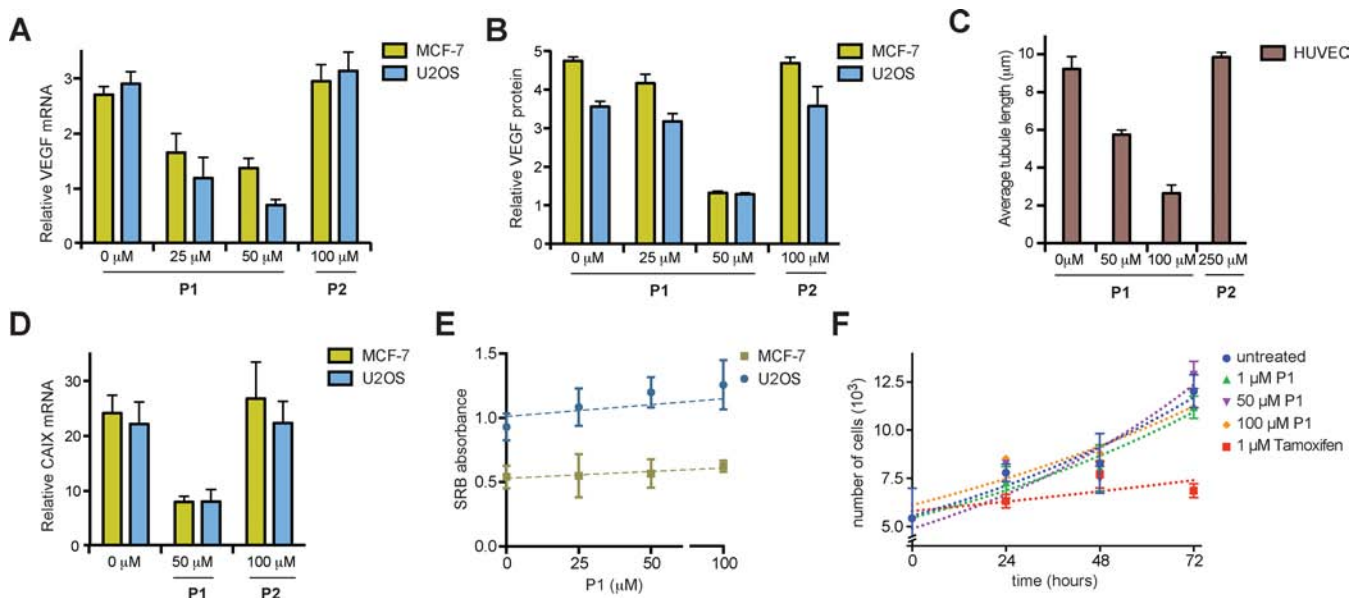 A
Relative VEGF mRNA
3
2
1
0
0 µM
25 µM
50 µM
100 µM
P1
P2
MCF-7
U2OS
B
Relative VEGF protein
5
4
3
2
1
0
0 µM
25 µM
50 µM
100 µM
P1
P2
MCF-7
U2OS
C
Average tubule length (µm)
10
8
6
4
2
0
0µM
50 µM
100 µM
250 µM
P1
P2
HUVEC
D
Relative CAIX mRNA
30
20
10
0
0 µM
50 µM
100 µM
P1
P2
MCF-7
U2OS
E
SRB absorbance
1.5
1.0
0.5
0.0
0
25
50
100
P1 (µM)
MCF-7
U2OS
F
number of cells (10³)
12.5
10.0
7.5
5.0
0
24
48
72
time (hours)
untreated
1 µM P1
50 µM P1
100 µM P1
1 µM Tamoxifen